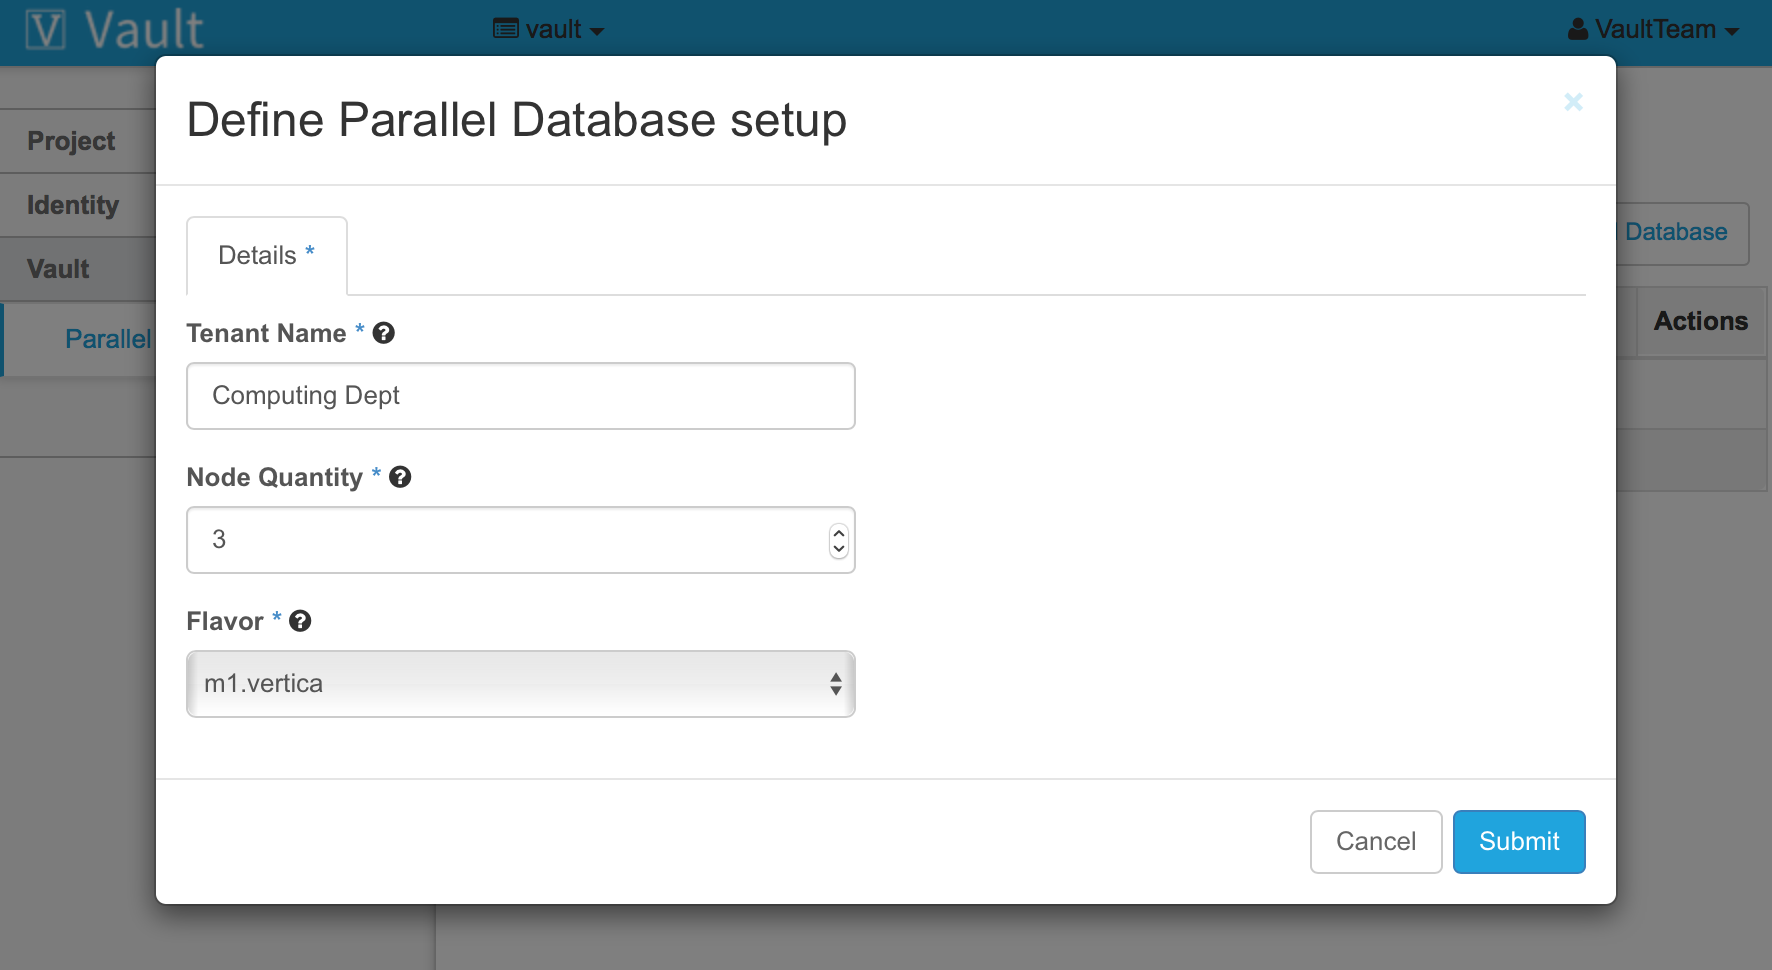 V Vault
vault
VaultTeam
Define Parallel Database setup
×
Project
Identity
Vault
Parallel
Database
Actions
Details *
Tenant Name * ?
Computing Dept
Node Quantity * ?
3
Flavor * ?
m1.vertica
Cancel
Submit